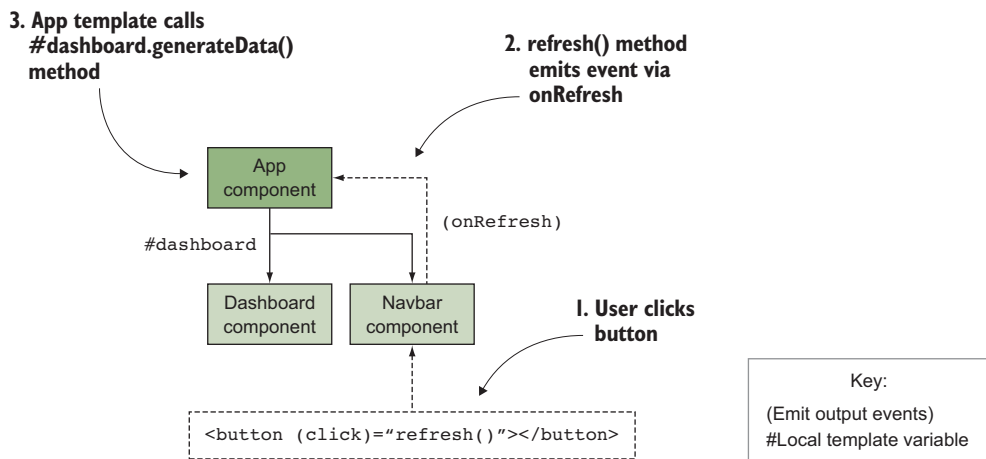 3. App template calls
#dashboard.generateData()
method
2. refresh() method
emits event via
onRefresh
App
component
(onRefresh)
#dashboard
Dashboard
component
Navbar
component
1. User clicks
button
<button (click)=“refresh()”></button>
Key:
(Emit output events)
#Local template variable